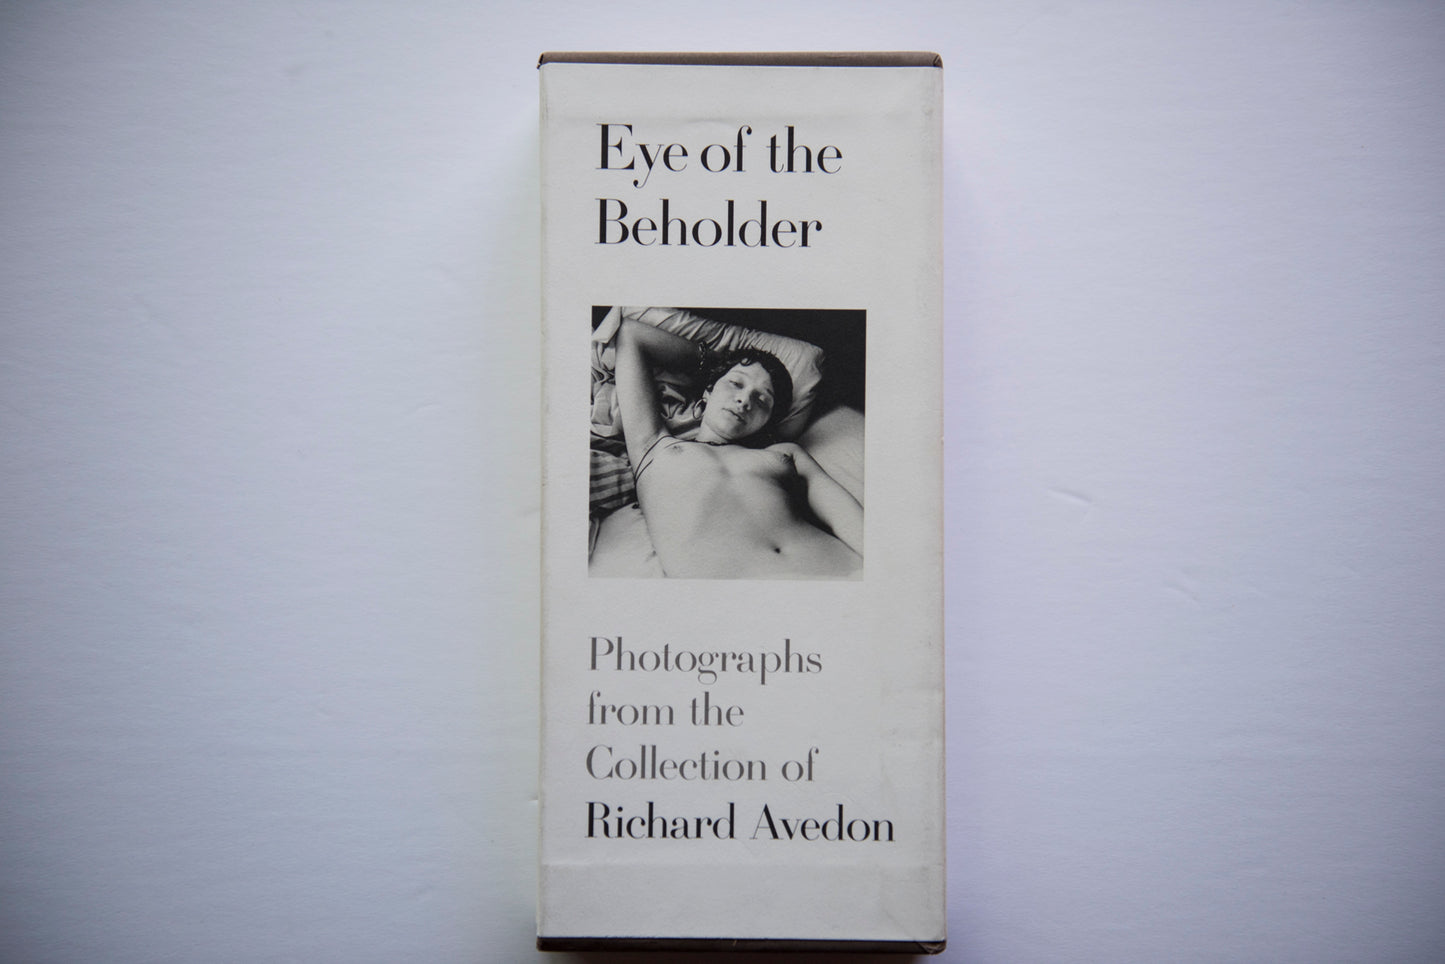 Eye of the
Beholder
Photographs
from the
Collection of
Richard Avedon